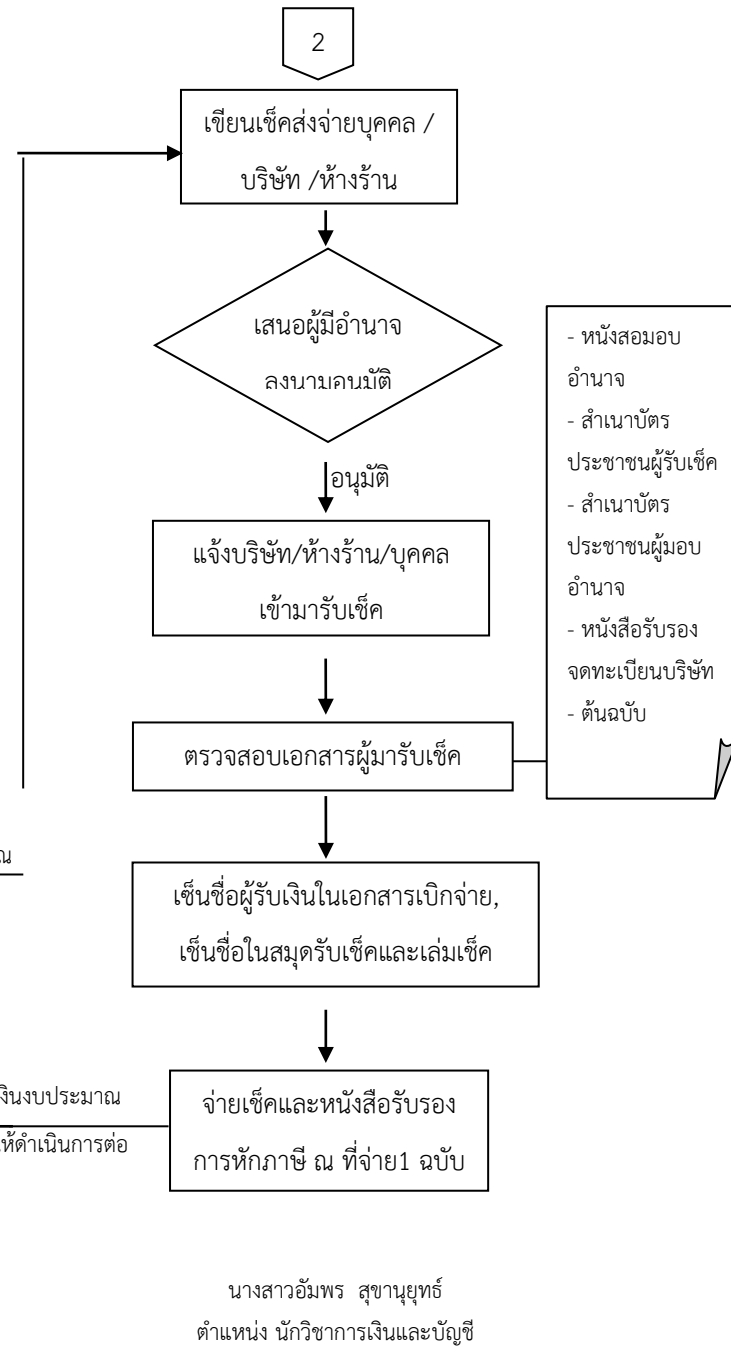 2
เขียนเช็คส่งจ่ายบุคคล /
บริษัท /ห้างร้าน
เสนอผู้มีอำนาจ
ลงนามอนมัติ
อนุมัติ
แจ้งบริษัท/ห้างร้าน/บุคคล
เข้ามารับเช็ค
ตรวจสอบเอกสารผู้มารับเช็ค
- หนังสอมอบ
อำนาจ
- สำเนาบัตร
ประชาชนผู้รับเช็ค
- สำเนาบัตร
ประชาชนผู้มอบ
อำนาจ
- หนังสือรับรอง
จดทะเบียนบริษัท
- ต้นฉบับ
เซ็นชื่อผู้รับเงินในเอกสารเบิกจ่าย,
เช็นชื่อในสมุดรับเช็คและเล่มเช็ค
งินงบประมาณ
ห้ดำเนินการต่อ
จ่ายเช็คและหนังสือรับรอง
การหักภาษี ณ ที่จ่าย1 ฉบับ
นางสาวอัมพร สุขานุยุทธ์
ตำแหน่ง นักวิชาการเงินและบัญชี